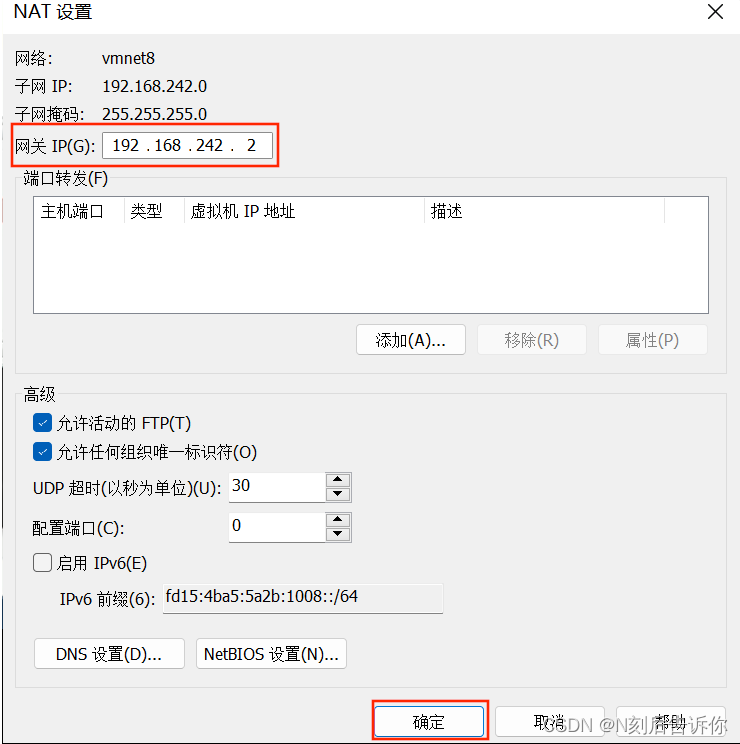 NAT 设置
网络: vmnet8
子网 IP: 192.168.242.0
子网掩码: 255.255.255.0
网关 IP(G): 192 . 168 . 242 . 2
端口转发(F)
主机端口 类型 虚拟机 IP 地址 描述
添加(A)... 移除(R) 属性(P)
高级
允许活动的 FTP(T)
允许任何组织唯一标识符(O)
UDP 超时(以秒为单位)(U): 30
配置端口(C): 0
启用 IPv6(E)
IPv6 前缀(6): fd15:4ba5:5a2b:1008::/64
DNS 设置(D)... NetBIOS 设置(N)...
确定 取消 帮助
CSDN @N刻后告诉你